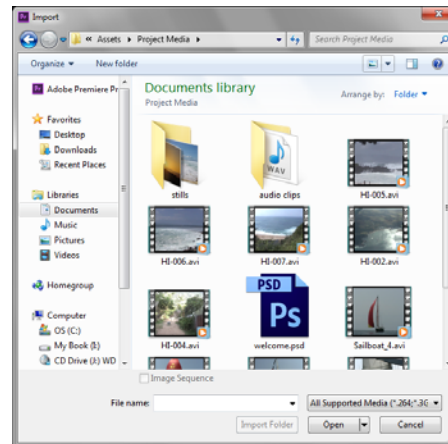 Import
« Assets ▸ Project Media ▸
Search Project Media
Organize ▾
New folder
Adobe Premiere Pr
Favorites
Desktop
Downloads
Recent Places
Libraries
Documents
Music
Pictures
Videos
Homegroup
Computer
OS (C:)
My Book (I:)
CD Drive (J:) WD
Documents library
Project Media
Arrange by: Folder ▾
WAV
stills
audio clips
HI-005.avi
HI-006.avi
HI-007.avi
HI-002.avi
PSD
Ps
HI-004.avi
welcome.psd
Sailboat_4.avi
Image Sequence
File name:
All Supported Media (*.264;*.3G
Import Folder
Open
Cancel